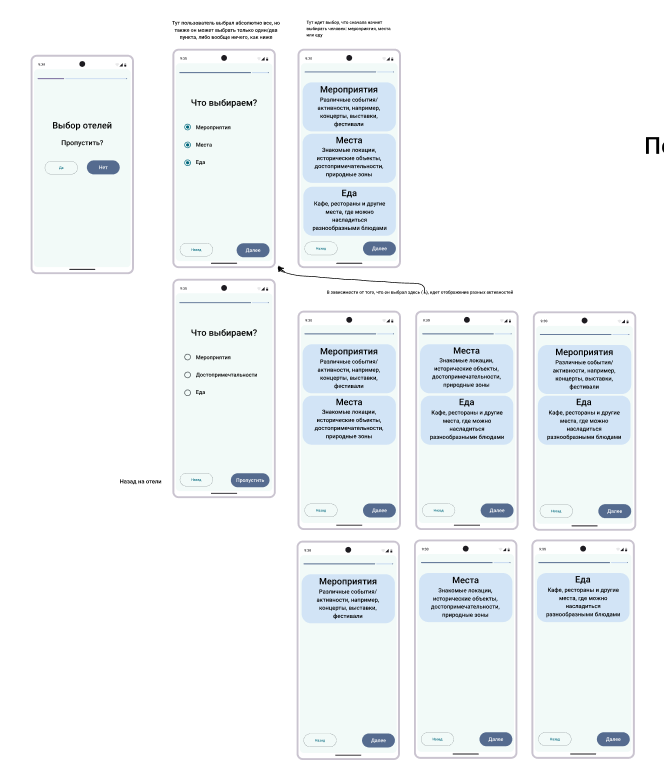 Тут пользователь выбрал абсолютно все, но
также он может выбрать только один/два
пункта, либо вообще ничего, как ниже
Тут идет выбор, что сначала начнет
выбирать человек: мероприятия, места
или еду
9:30
Выбор отелей
Пропустить?
Да
Нет
9:30
Что выбираем?
Мероприятия
Места
Еда
Назад
Далее
9:30
Мероприятия
Различные события/
активности, например,
концерты, выставки,
фестивали
Места
Знакомые локации,
исторические объекты,
достопримечательности,
природные зоны
Еда
Кафе, рестораны и другие
места, где можно
насладиться
разнообразными блюдами
Назад
Далее
В зависимости от того, что он выбрал здесь ( ), идет отображение разных активностей
9:30
Что выбираем?
Мероприятия
Достопримечтальности
Еда
Назад
Пропустить
Назад на отели
9:30
Мероприятия
Различные события/
активности, например,
концерты, выставки,
фестивали
Места
Знакомые локации,
исторические объекты,
достопримечательности,
природные зоны
Назад
Далее
9:30
Места
Знакомые локации,
исторические объекты,
достопримечательности,
природные зоны
Еда
Кафе, рестораны и другие
места, где можно
насладиться
разнообразными блюдами
Назад
Далее
9:30
Мероприятия
Различные события/
активности, например,
концерты, выставки,
фестивали
Еда
Кафе, рестораны и другие
места, где можно
насладиться
разнообразными блюдами
Назад
Далее
9:30
Мероприятия
Различные события/
активности, например,
концерты, выставки,
фестивали
Назад
Далее
9:30
Места
Знакомые локации,
исторические объекты,
достопримечательности,
природные зоны
Назад
Далее
9:30
Еда
Кафе, рестораны и другие
места, где можно
насладиться
разнообразными блюдами
Назад
Далее